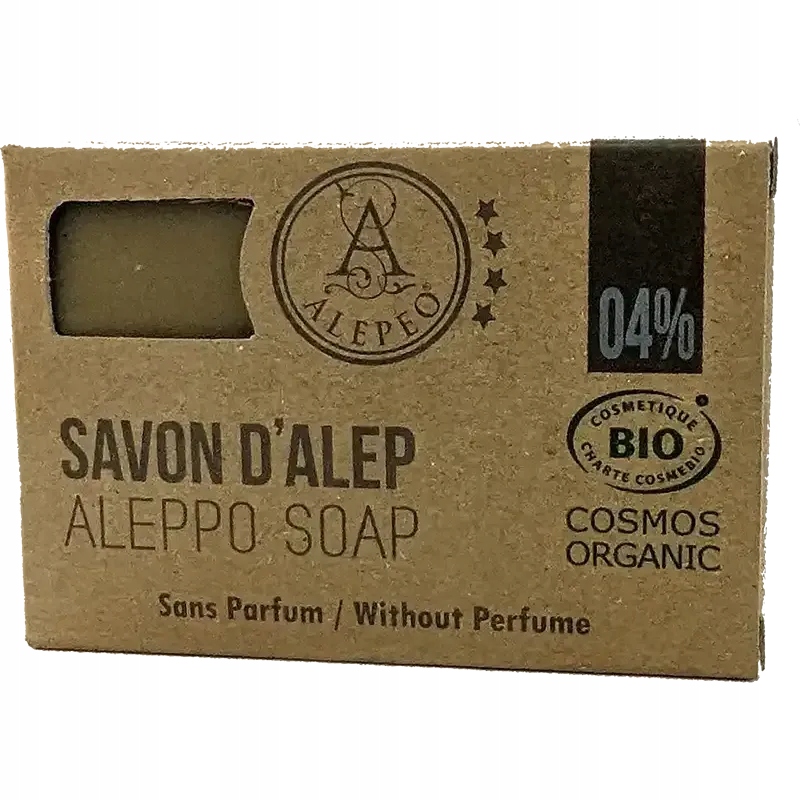 A
ALEPEO®
04%
SAVON D'ALEP
ALEPPO SOAP
COSMETIQUE
BIO
CHARTE COSMEBIO
COSMOS
ORGANIC
Sans Parfum / Without Perfume